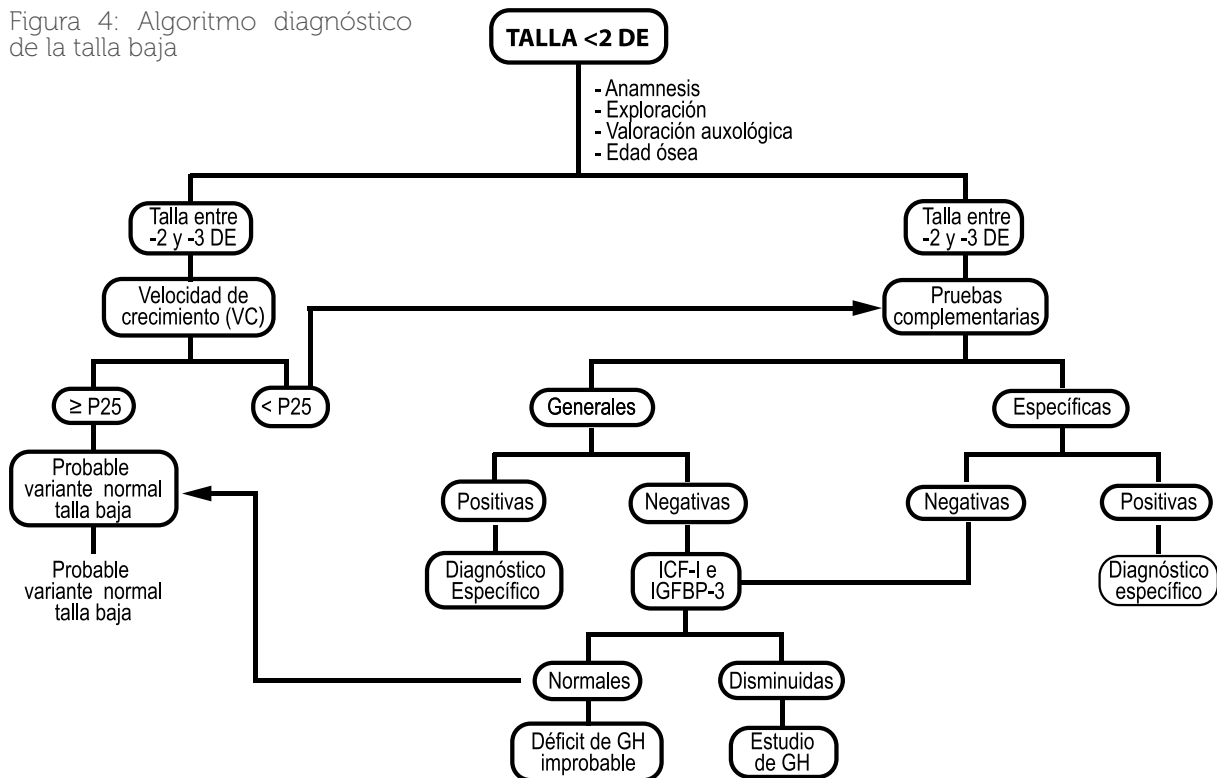 Figura 4: Algoritmo diagnóstico
de la talla baja
TALLA <2 DE
- Anamnesis
- Exploración
- Valoración auxológica
- Edad ósea
Talla entre
-2 y -3 DE
Talla entre
-2 y -3 DE
Velocidad de
crecimiento (VC)
Pruebas
complementarias
≥ P25
< P25
Generales
Específicas
Probable
variante normal
talla baja
Positivas
Negativas
Negativas
Positivas
Probable
variante normal
talla baja
Diagnóstico
Específico
ICF-I e
IGFBP-3
Diagnóstico
específico
Normales
Disminuidas
Déficit de GH
improbable
Estudio
de GH